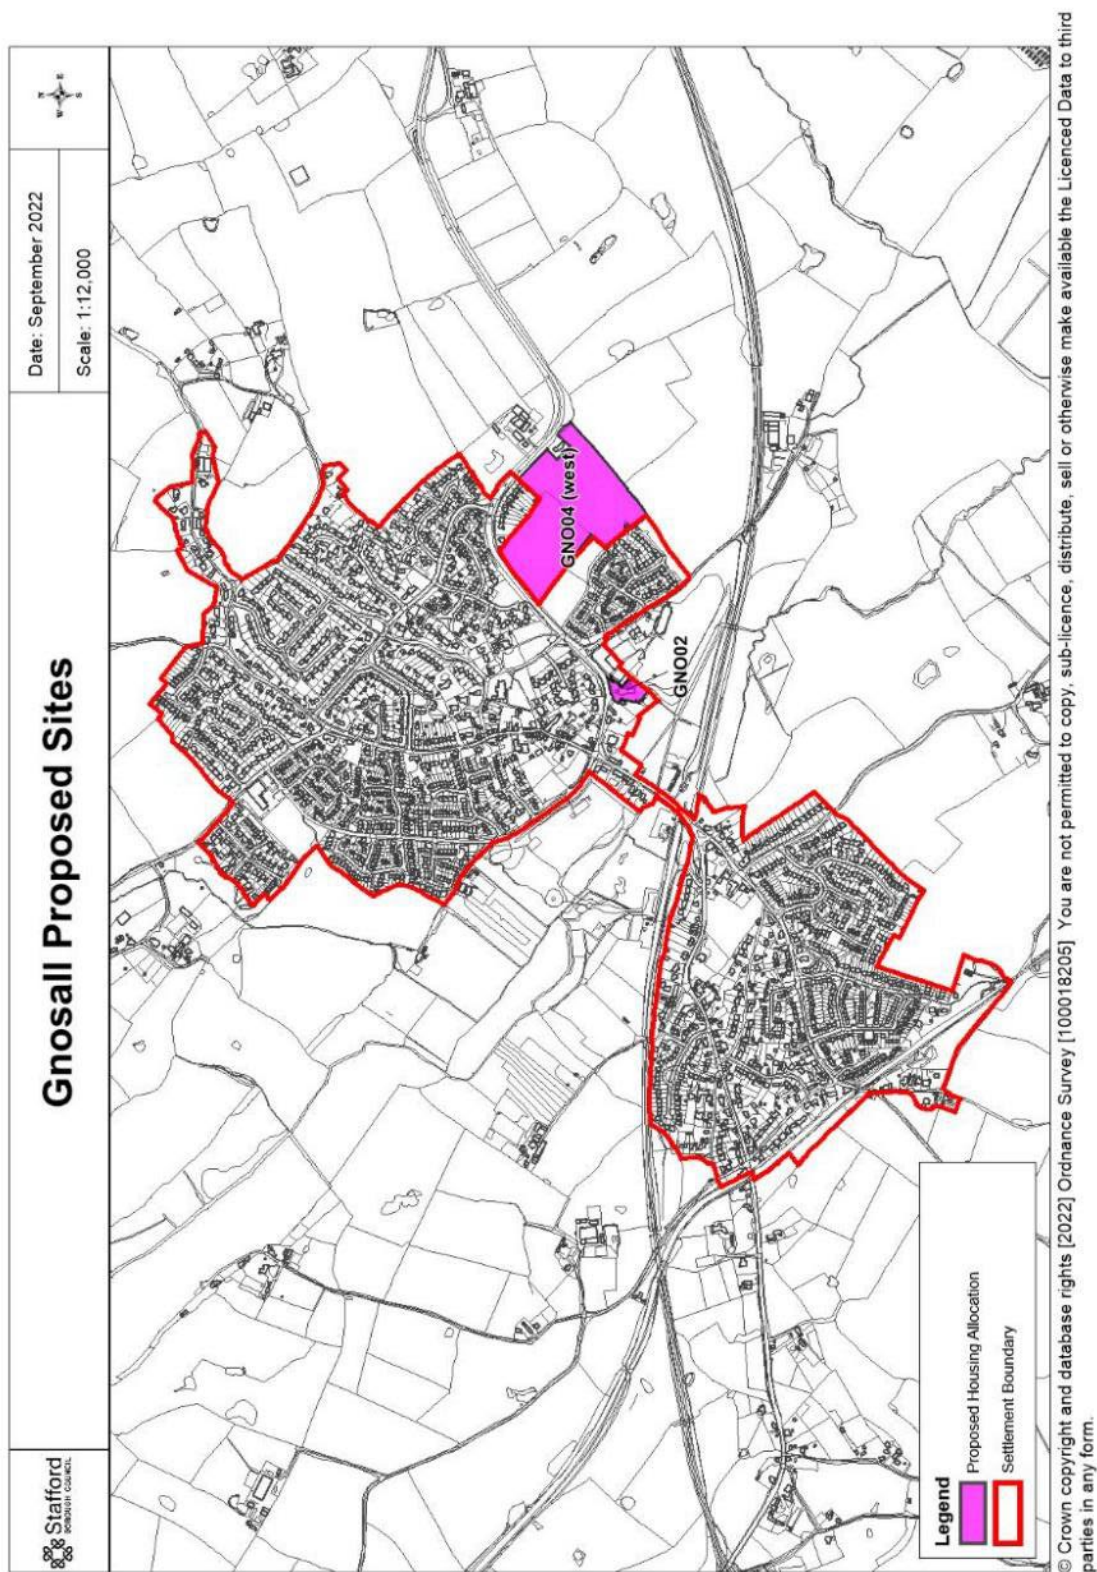 Stafford
BOROUGH COUNCIL
Gnosall Proposed Sites
Date: September 2022
Scale: 1:12,000
N
W E
S
GNO04 (west)
GNO02
Legend
Proposed Housing Allocation
Settlement Boundary
© Crown copyright and database rights [2022] Ordnance Survey [100018205] You are not permitted to copy, sub-licence, distribute, sell or otherwise make available the Licenced Data to third
parties in any form.